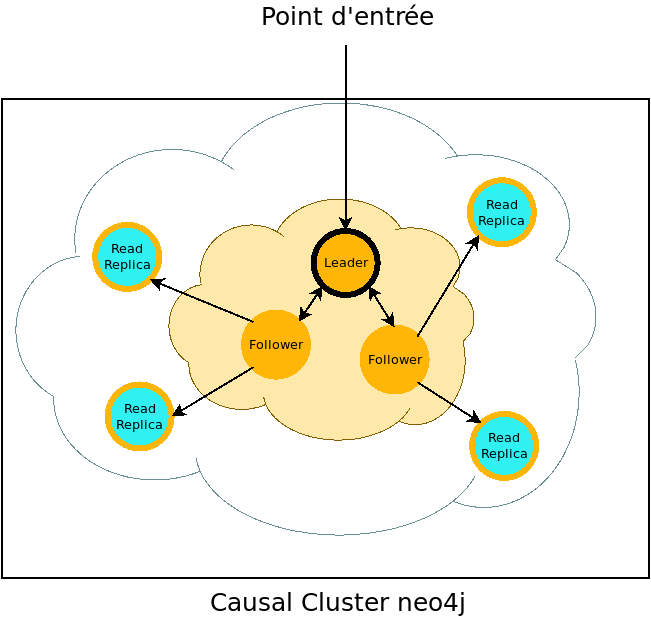 Point d'entrée
Read
Replica
Read
Replica
Leader
Follower
Follower
Read
Replica
Read
Replica
Causal Cluster neo4j